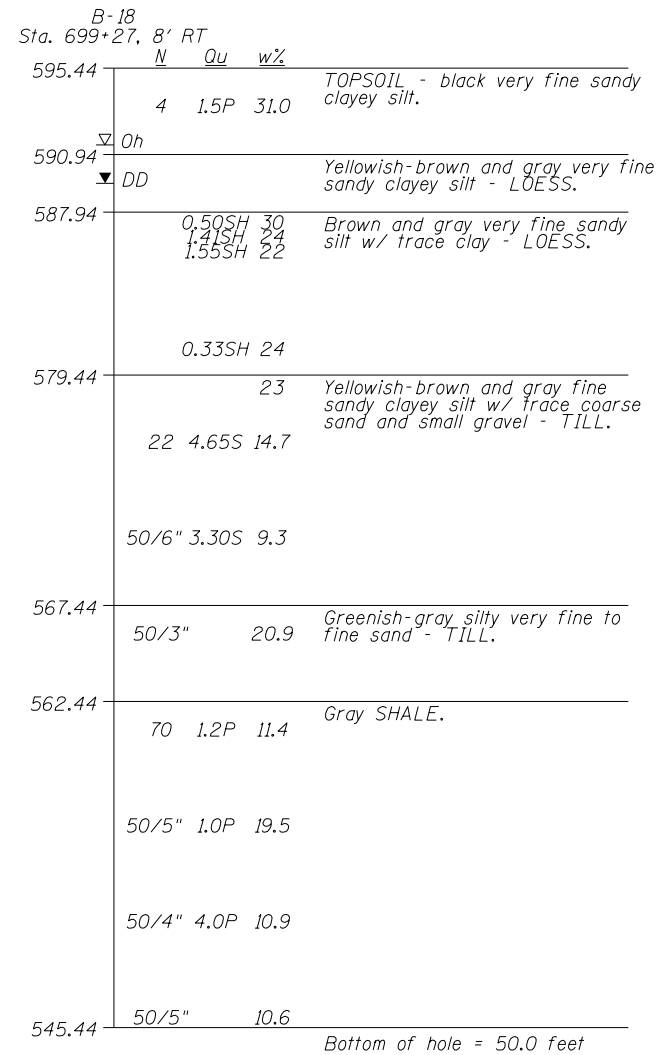 B-18
Sta. 699+27, 8' RT
N Qu w%
595.44
TOPSOIL - black very fine sandy
clayey silt.
4 1.5P 31.0
0h
590.94
Yellowish-brown and gray very fine
sandy clayey silt - LOESS.
DD
587.94
0.50SH 30
1.41SH 24
1.55SH 22
Brown and gray very fine sandy
silt w/ trace clay - LOESS.
0.33SH 24
579.44
23
Yellowish-brown and gray fine
sandy clayey silt w/ trace coarse
sand and small gravel - TILL.
22 4.65S 14.7
50/6" 3.30S 9.3
567.44
Greenish-gray silty very fine to
fine sand - TILL.
50/3" 20.9
562.44
Gray SHALE.
70 1.2P 11.4
50/5" 1.0P 19.5
50/4" 4.0P 10.9
50/5" 10.6
545.44
Bottom of hole = 50.0 feet